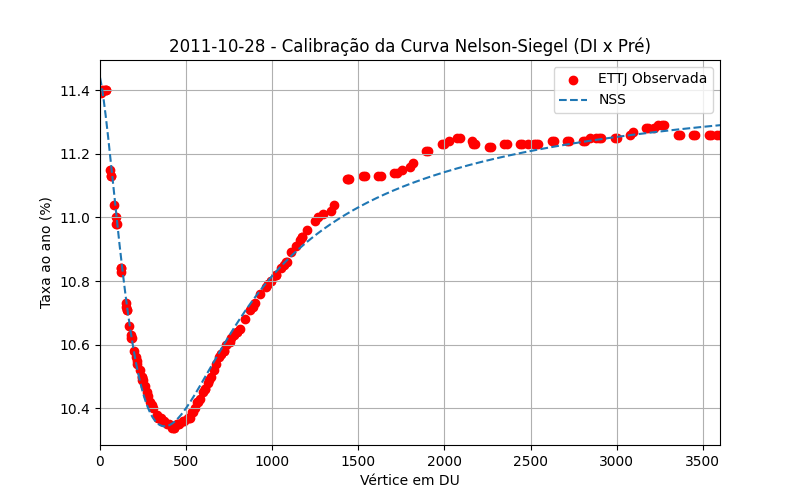 2011-10-28 - Calibração da Curva Nelson-Siegel (DI x Pré)
ETTJ Observada
NSS
Taxa ao ano (%)
11.4
11.2
11.0
10.8
10.6
10.4
0 500 1000 1500 2000 2500 3000 3500
Vértice em DU